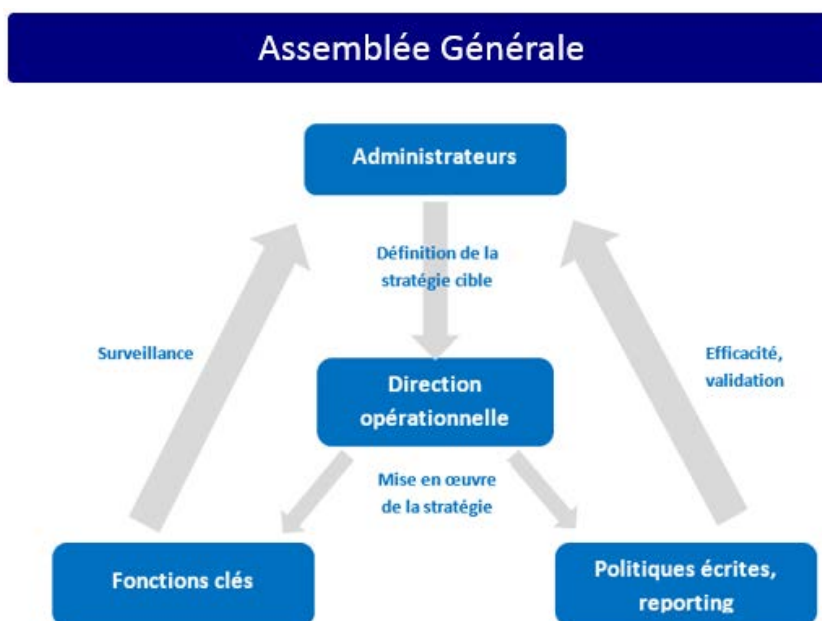 Assemblée Générale
Administrateurs
Définition de la
stratégie cible
Surveillance
Efficacité,
validation
Direction
opérationnelle
Mise en œuvre
de la stratégie
Fonctions clés
Politiques écrites,
reporting